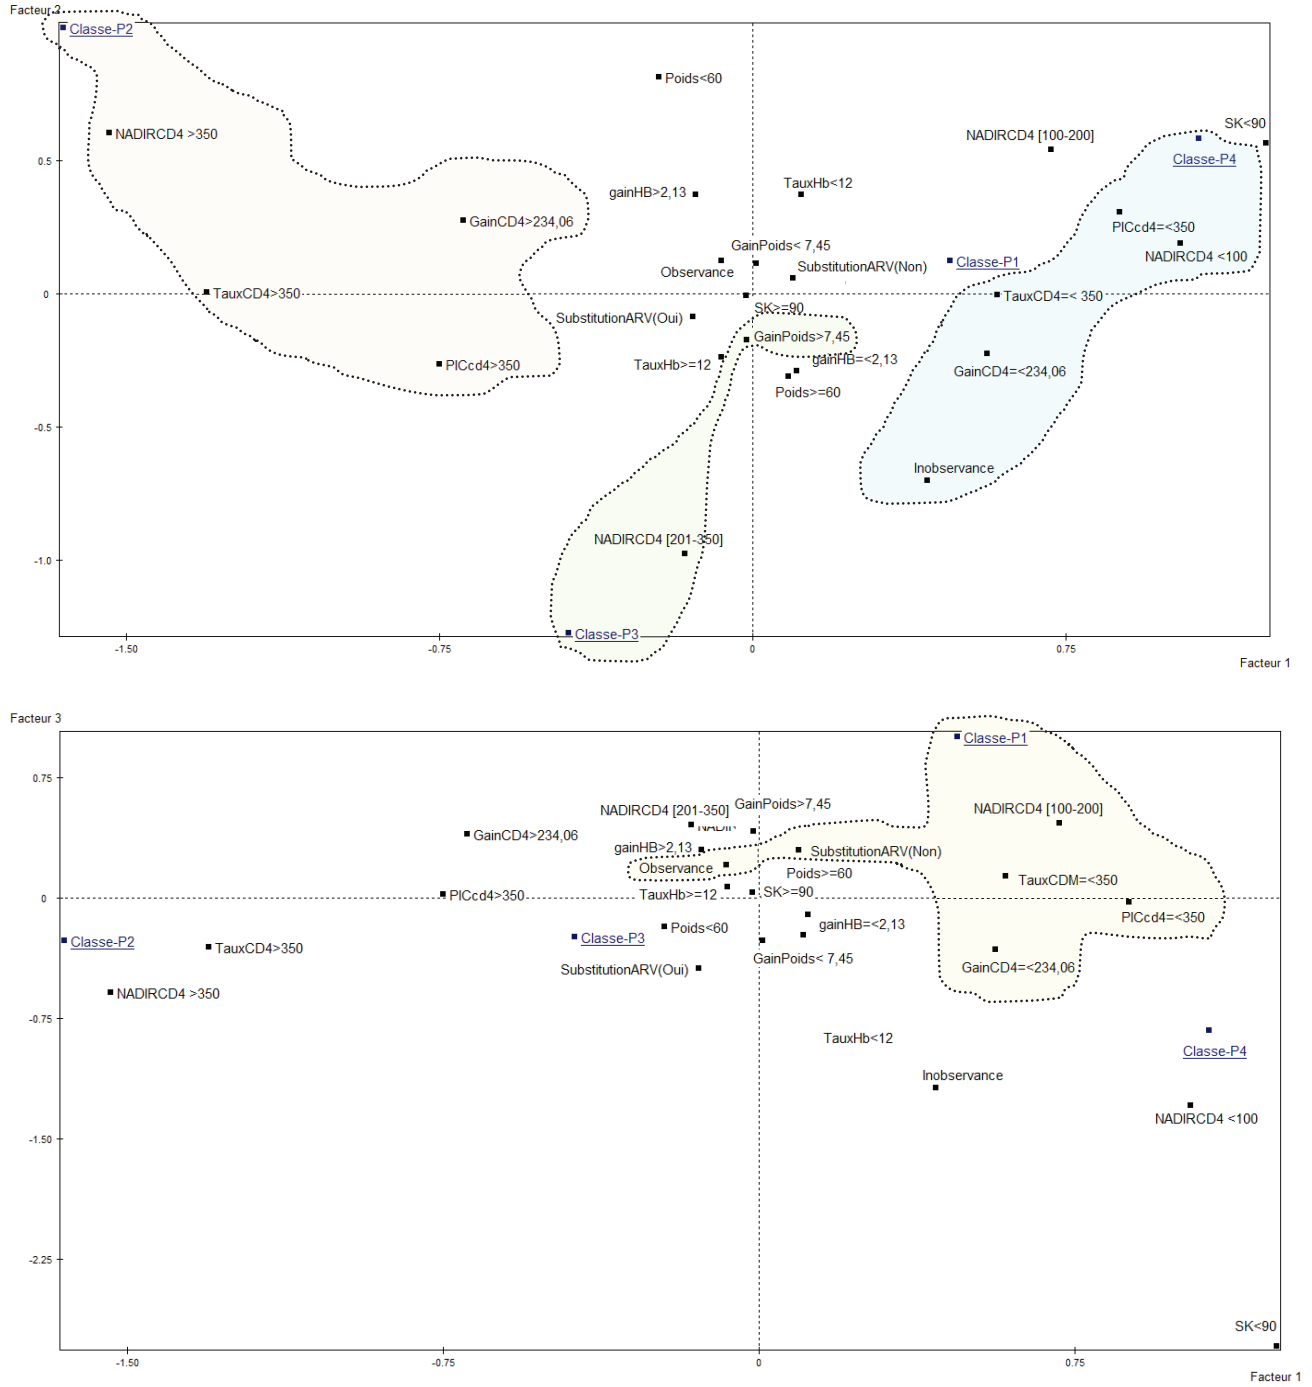 Facteur 2
Classe-P2
Poids<60
SK<90
NADIRCD4 >350
NADIRCD4 [100-200]
0.5
Classe-P4
gainHB>2,13
TauxHb<12
GainCD4>234,06
PICcd4=<350
GainPoids< 7,45
NADIRCD4 <100
Observance
SubstitutionARV(Non)
Classe-P1
0
TauxCD4>350
TauxCD4=< 350
SK>=90
SubstitutionARV(Oui)
GainPoids>7,45
PICcd4>350
TauxHb>=12
gainHB=<2,13
GainCD4=<234,06
Poids>=60
-0.5
Inobservance
NADIRCD4 [201-350]
-1.0
Classe-P3
-1.50
-0.75
0
0.75
Facteur 1
Facteur 3
Classe-P1
0.75
GainPoids>7,45
NADIRCD4 [201-350]
NADIRCD4 [100-200]
GainCD4>234,06
gainHB>2,13
SubstitutionARV(Non)
Observance
Poids>=60
TauxCDM=<350
PICcd4>350
TauxHb>=12
SK>=90
0
PICcd4=<350
Poids<60
gainHB=<2,13
Classe-P2
Classe-P3
TauxCD4>350
GainPoids< 7,45
SubstitutionARV(Oui)
GainCD4=<234,06
NADIRCD4 >350
-0.75
TauxHb<12
Classe-P4
Inobservance
NADIRCD4 <100
-1.50
-2.25
SK<90
-1.50
-0.75
0
0.75
Facteur 1